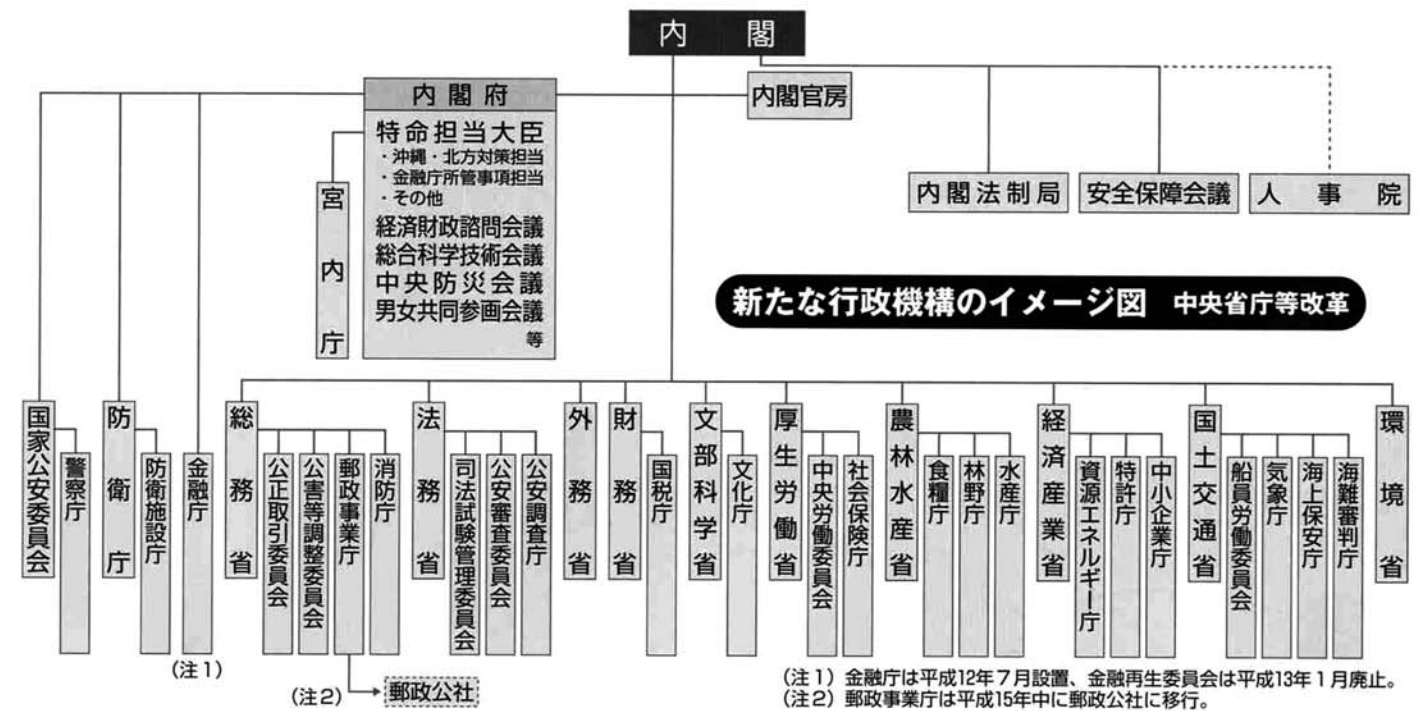 内閣
内閣府
内閣官房
特命担当大臣
・沖縄・北方対策担当
・金融庁所管事項担当
・その他
経済財政諮問会議
総合科学技術会議
中央防災会議
男女共同参画会議
等
宮内庁
内閣法制局
安全保障会議
人事院
新たな行政機構のイメージ図 中央省庁等改革
国家公安委員会
警察庁
防衛庁
防衛施設庁
金融庁
(注1)
総務省
公正取引委員会
公害等調整委員会
郵政事業庁
消防庁
(注2)
郵政公社
法務省
司法試験管理委員会
公安審査委員会
公安調査庁
外務省
財務省
国税庁
文部科学省
文化庁
厚生労働省
中央労働委員会
社会保険庁
農林水産省
食糧庁
林野庁
水産庁
経済産業省
資源エネルギー庁
特許庁
中小企業庁
国土交通省
船員労働委員会
気象庁
海上保安庁
海難審判庁
環境省
(注1) 金融庁は平成12年7月設置、金融再生委員会は平成13年1月廃止。
(注2) 郵政事業庁は平成15年中に郵政公社に移行。